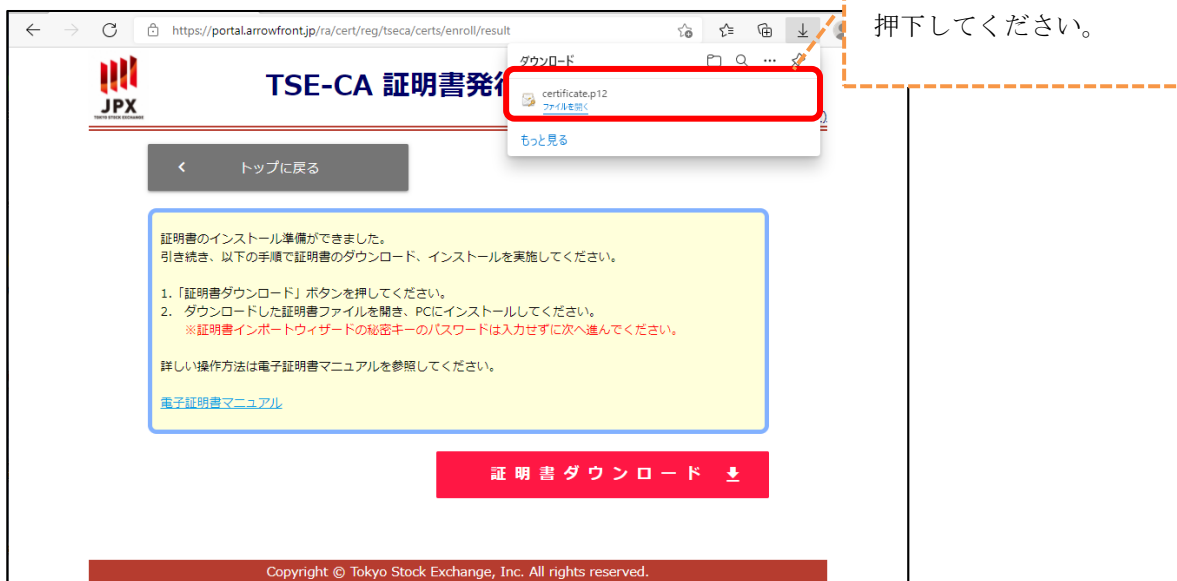 押下してください。
https://portal.arrowfront.jp/ra/cert/reg/tseca/certs/enroll/result
ダウンロード
certificate.p12
ファイルを開く
もっと見る
JPX
TOKYO STOCK EXCHANGE
TSE-CA 証明書発行
トップに戻る
証明書のインストール準備ができました。
引き続き、以下の手順で証明書のダウンロード、インストールを実施してください。
1.「証明書ダウンロード」ボタンを押してください。
2. ダウンロードした証明書ファイルを開き、PCにインストールしてください。
※証明書インポートウィザードの秘密キーのパスワードは入力せずに次へ進んでください。
詳しい操作方法は電子証明書マニュアルを参照してください。
電子証明書マニュアル
証明書ダウンロード
Copyright © Tokyo Stock Exchange, Inc. All rights reserved.